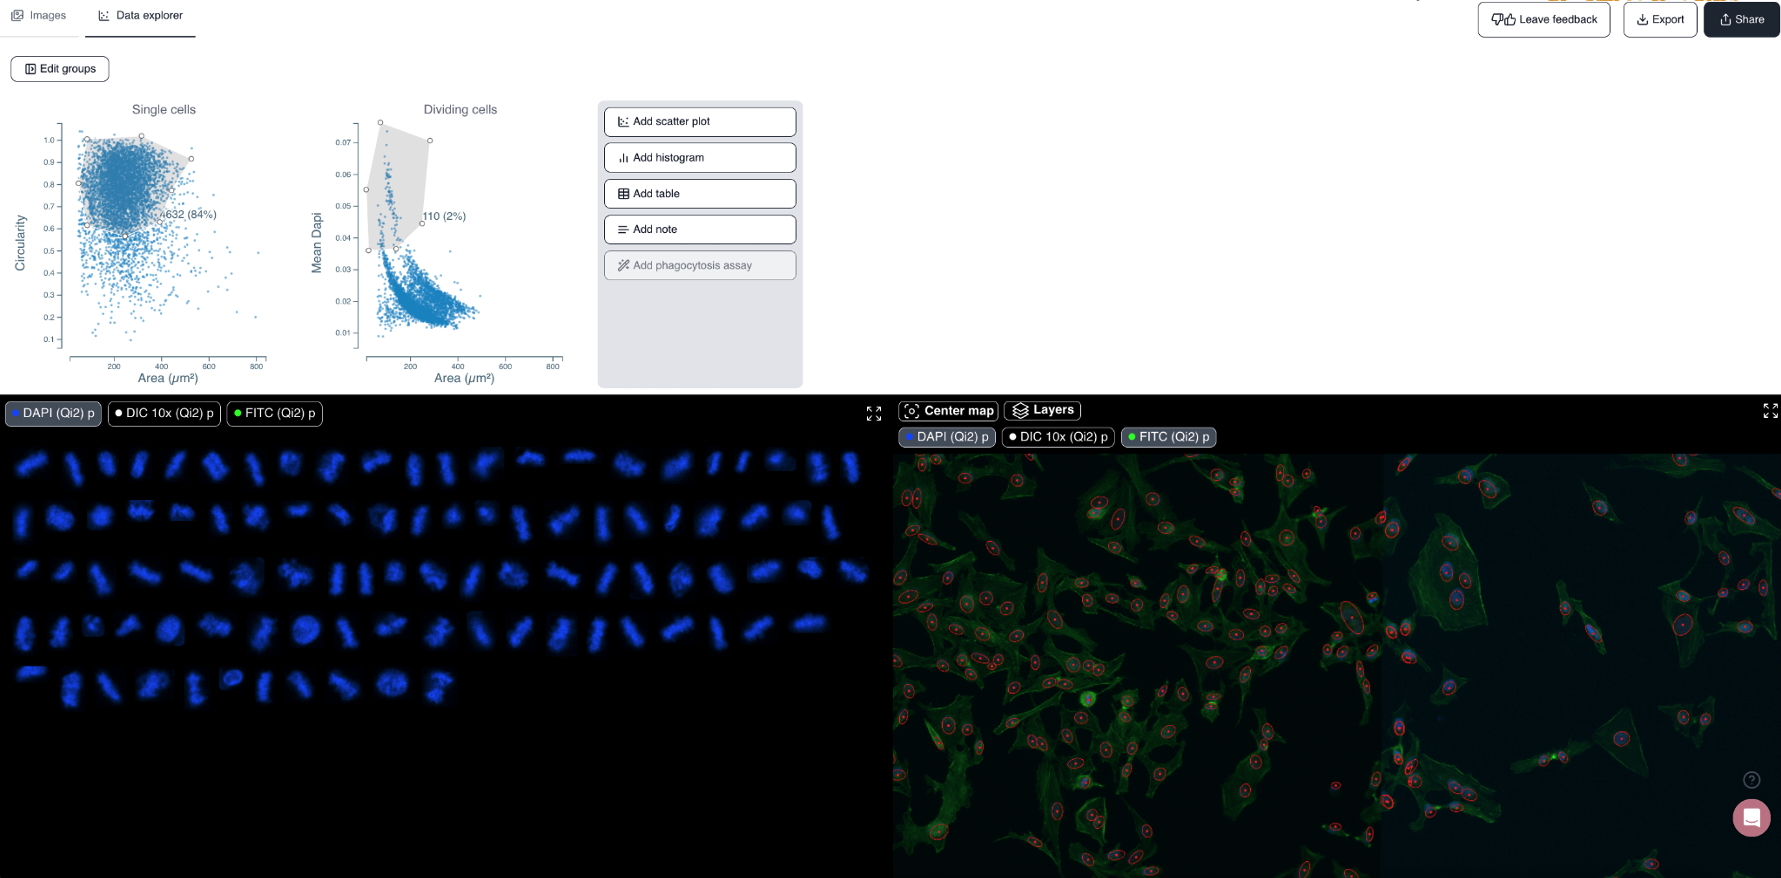 Images
Data explorer
Leave feedback
Export
Share
Edit groups
Single cells
1.0
0.9
0.8
0.7
0.6
0.5
0.4
0.3
0.2
0.1
Circularity
4632 (84%)
200 400 600 800
Area (µm²)
Dividing cells
0.07
0.06
0.05
0.04
0.03
0.02
0.01
Mean Dapi
110 (2%)
200 400 600 800
Area (µm²)
Add scatter plot
Add histogram
Add table
Add note
Add phagocytosis assay
DAPI (Qi2) p DIC 10x (Qi2) p FITC (Qi2) p
Center map Layers
DAPI (Qi2) p DIC 10x (Qi2) p FITC (Qi2) p
?